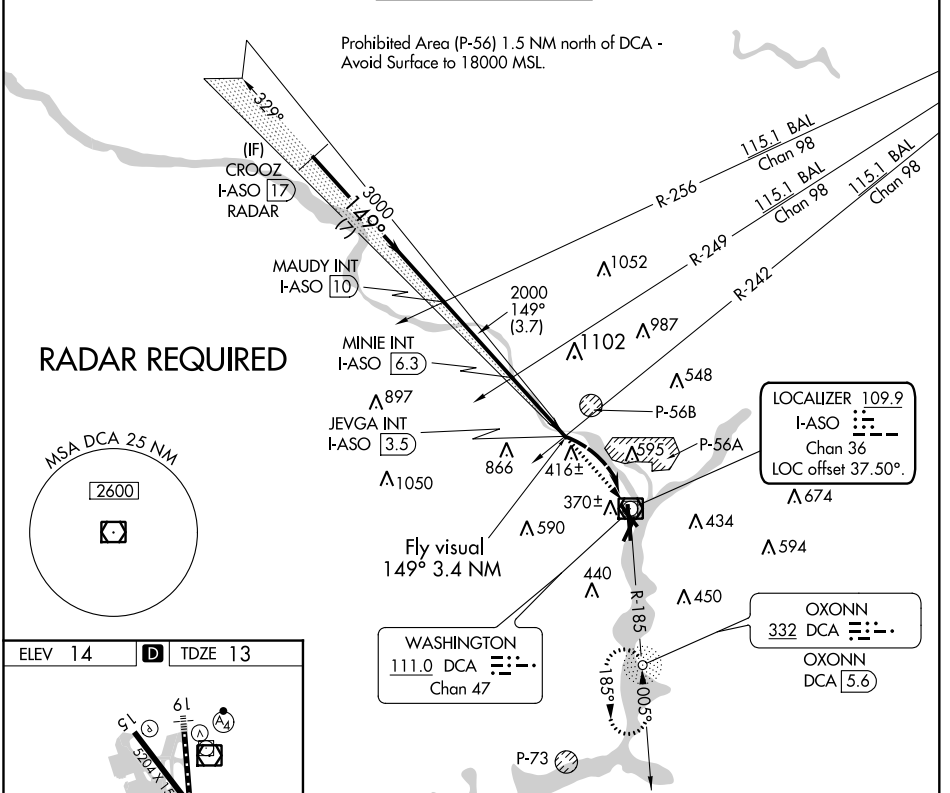 Prohibited Area (P-56) 1.5 NM north of DCA -
Avoid Surface to 18000 MSL.
329°
(IF)
CROOZ
I-ASO 17
RADAR
3000
149°
(7)
115.1 BAL
Chan 98
R-256
115.1 BAL
Chan 98
R-249
115.1 BAL
Chan 98
R-242
MAUDY INT
I-ASO 10
1052
2000
149°
(3.7)
1102
987
RADAR REQUIRED
MINIE INT
I-ASO 6.3
897
548
P-56B
JEVGA INT
I-ASO 3.5
P-56A
595
LOCALIZER 109.9
I-ASO
Chan 36
LOC offset 37.50°.
MSA DCA 25 NM
2600
1050
866
416±
370±
674
434
590
594
Fly visual
149° 3.4 NM
440
450
R-185
WASHINGTON
111.0 DCA
Chan 47
OXONN
332 DCA
OXONN
DCA 5.6
185°
005°
P-73
ELEV 14
D
TDZE 13
15
P
19
V
A4
5204 X 15